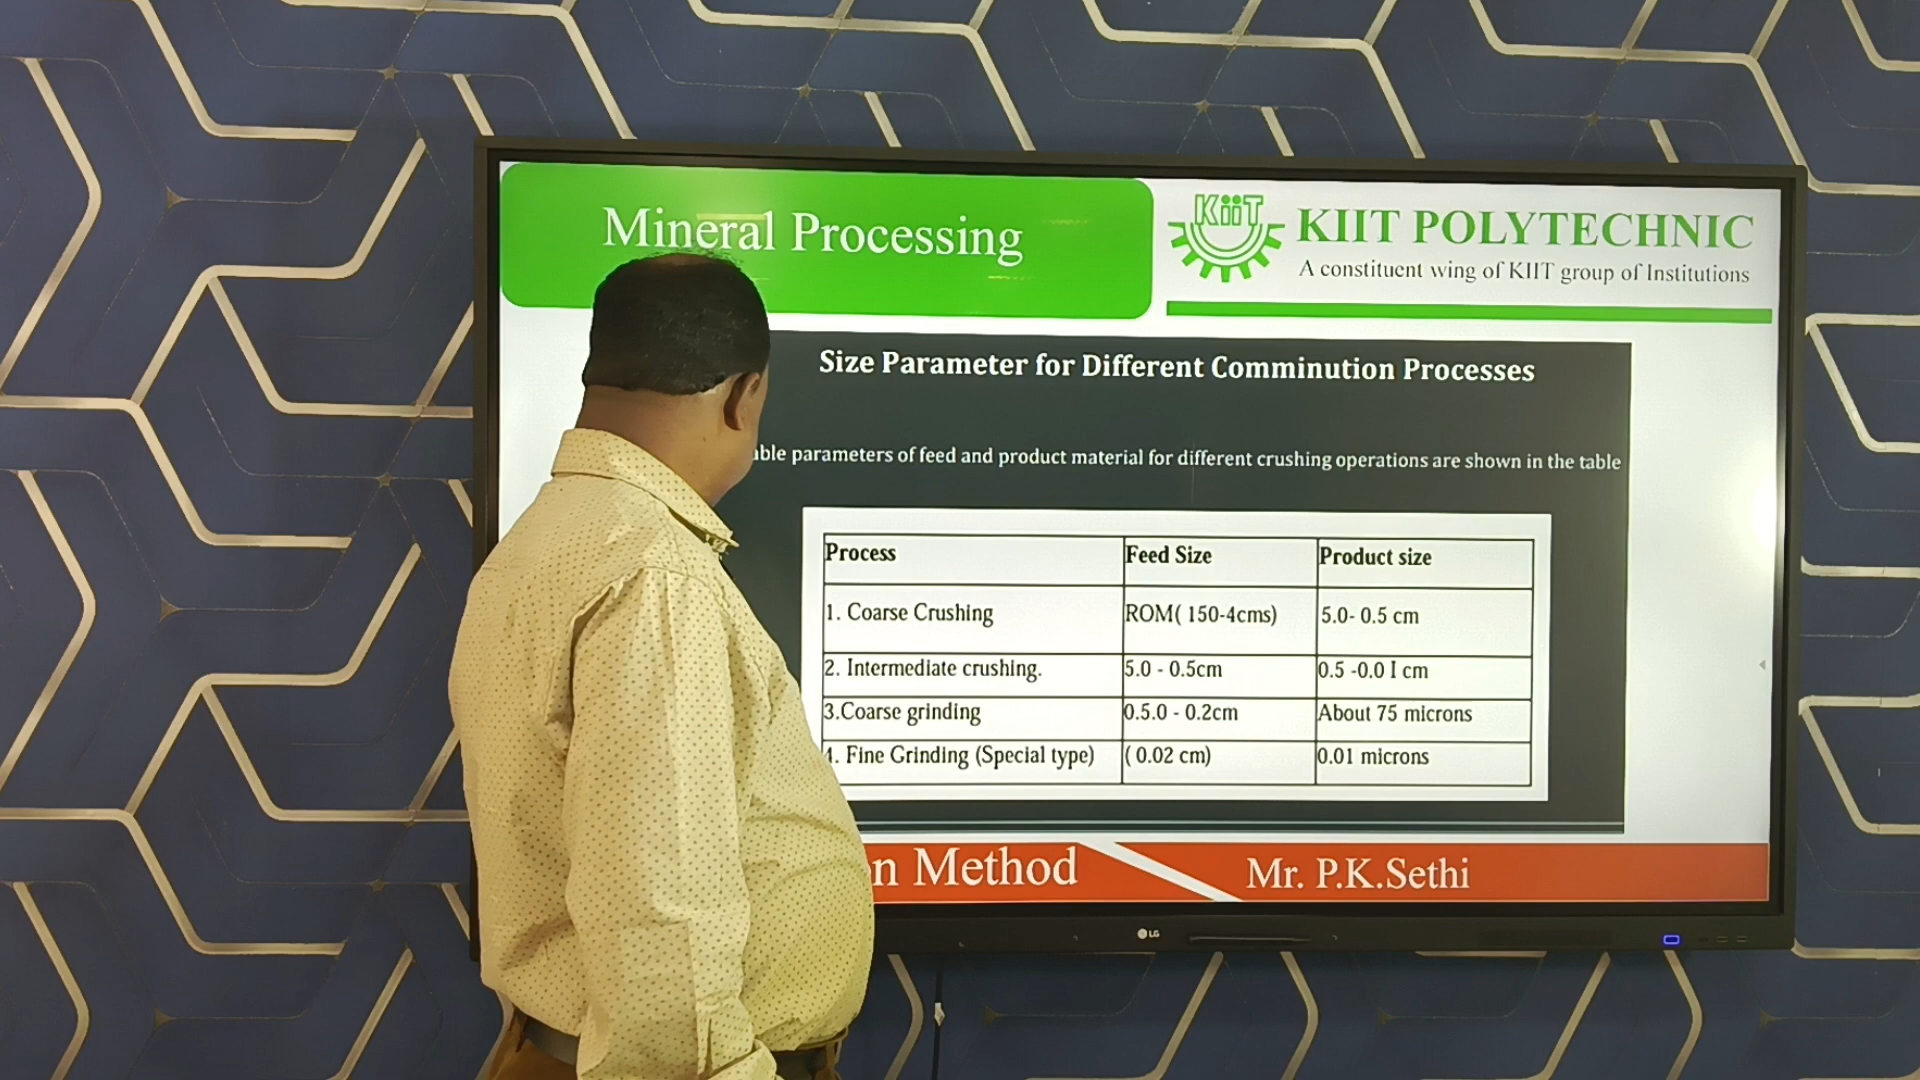 Mineral Processing
KiiT
KIIT POLYTECHNIC
A constituent wing of KIIT group of Institutions
Size Parameter for Different Comminution Processes
parameters of feed and product material for different crushing operations are shown in the table
Process Feed Size Product size
1. Coarse Crushing ROM( 150-4cms) 5.0- 0.5 cm
2. Intermediate crushing. 5.0 - 0.5cm 0.5 -0.0 I cm
3.Coarse grinding 0.5.0 - 0.2cm About 75 microns
4. Fine Grinding (Special type) ( 0.02 cm) 0.01 microns
Method
Mr. P.K.Sethi
LG